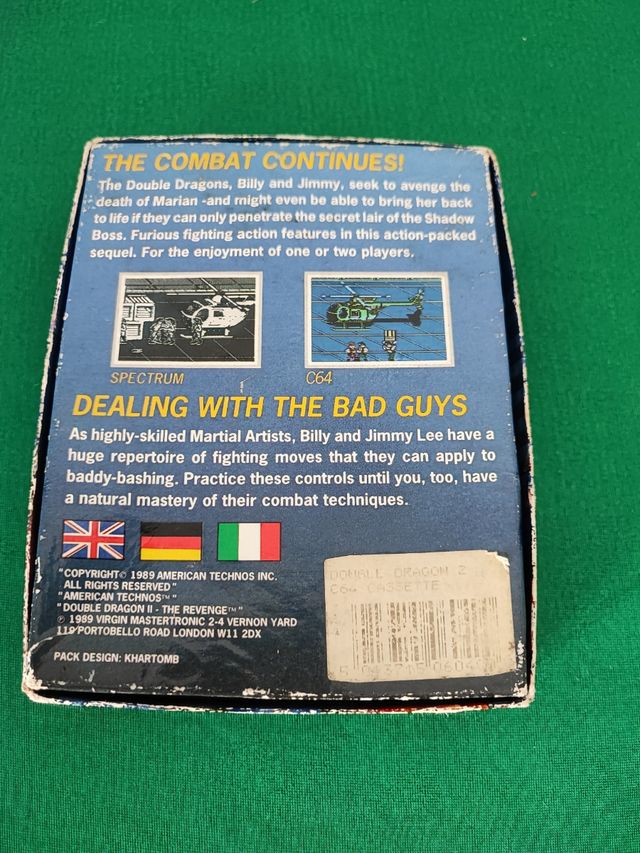 THE COMBAT CONTINUES!
The Double Dragons, Billy and Jimmy, seek to avenge the
death of Marian -and might even be able to bring her back
to life if they can only penetrate the secret lair of the Shadow
Boss. Furious fighting action features in this action-packed
sequel. For the enjoyment of one or two players.
SPECTRUM
C64
DEALING WITH THE BAD GUYS
As highly-skilled Martial Artists, Billy and Jimmy Lee have a
huge repertoire of fighting moves that they can apply to
baddy-bashing. Practice these controls until you, too, have
a natural mastery of their combat techniques.
"COPYRIGHT© 1989 AMERICAN TECHNOS INC.
ALL RIGHTS RESERVED"
"AMERICAN TECHNOS™"
"DOUBLE DRAGON II - THE REVENGE™"
℗ 1989 VIRGIN MASTERTRONIC 2-4 VERNON YARD
119 PORTOBELLO ROAD LONDON W11 2DX
PACK DESIGN: KHARTOMB
DOUBLE DRAGON 2
C64 CASSETTE